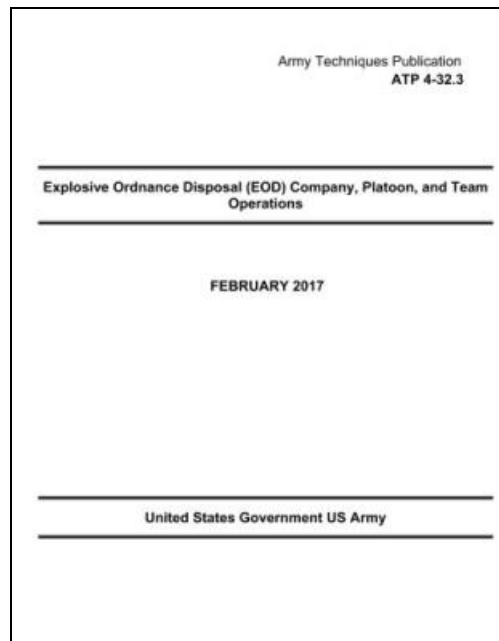 Army Techniques Publication
ATP 4-32.3
Explosive Ordnance Disposal (EOD) Company, Platoon, and Team
Operations
FEBRUARY 2017
United States Government US Army